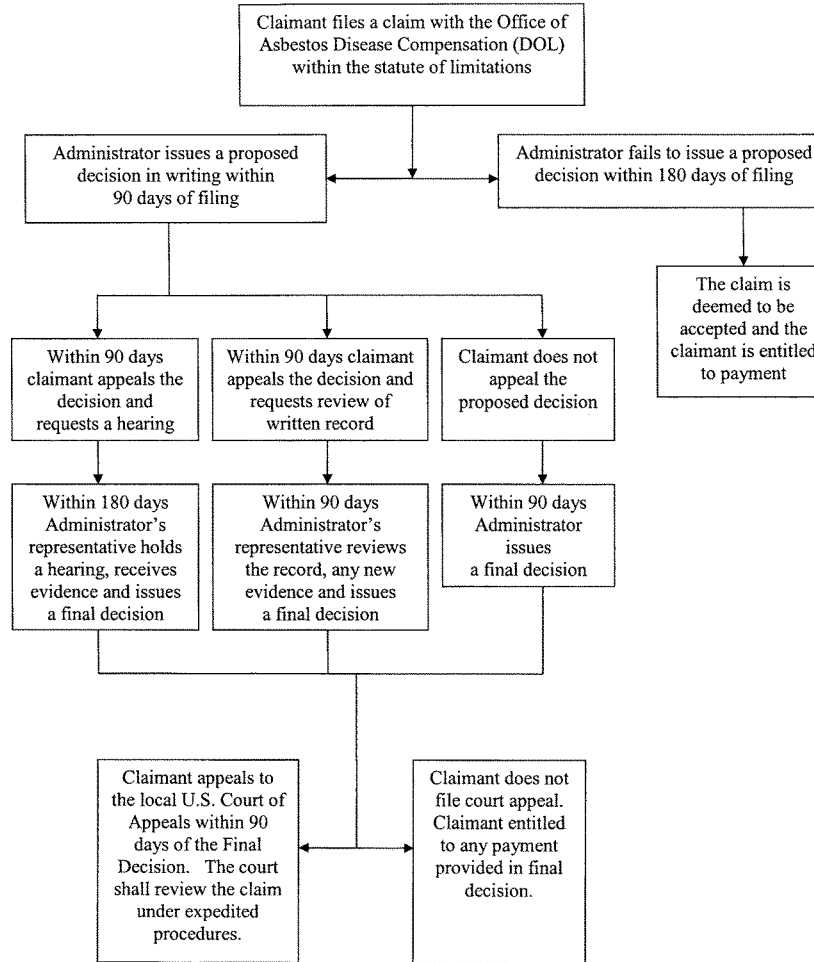 Claimant files a claim with the Office of
Asbestos Disease Compensation (DOL)
within the statute of limitations
Administrator issues a proposed
decision in writing within
90 days of filing
Administrator fails to issue a proposed
decision within 180 days of filing
The claim is
deemed to be
accepted and the
claimant is entitled
to payment
Within 90 days
claimant appeals the
decision and
requests a hearing
Within 90 days claimant
appeals the decision and
requests review of
written record
Claimant does not
appeal the
proposed decision
Within 180 days
Administrator's
representative holds
a hearing, receives
evidence and issues
a final decision
Within 90 days
Administrator's
representative reviews
the record, any new
evidence and issues
a final decision
Within 90 days
Administrator
issues
a final decision
Claimant appeals to
the local U.S. Court of
Appeals within 90
days of the Final
Decision. The court
shall review the claim
under expedited
procedures.
Claimant does not
file court appeal.
Claimant entitled
to any payment
provided in final
decision.